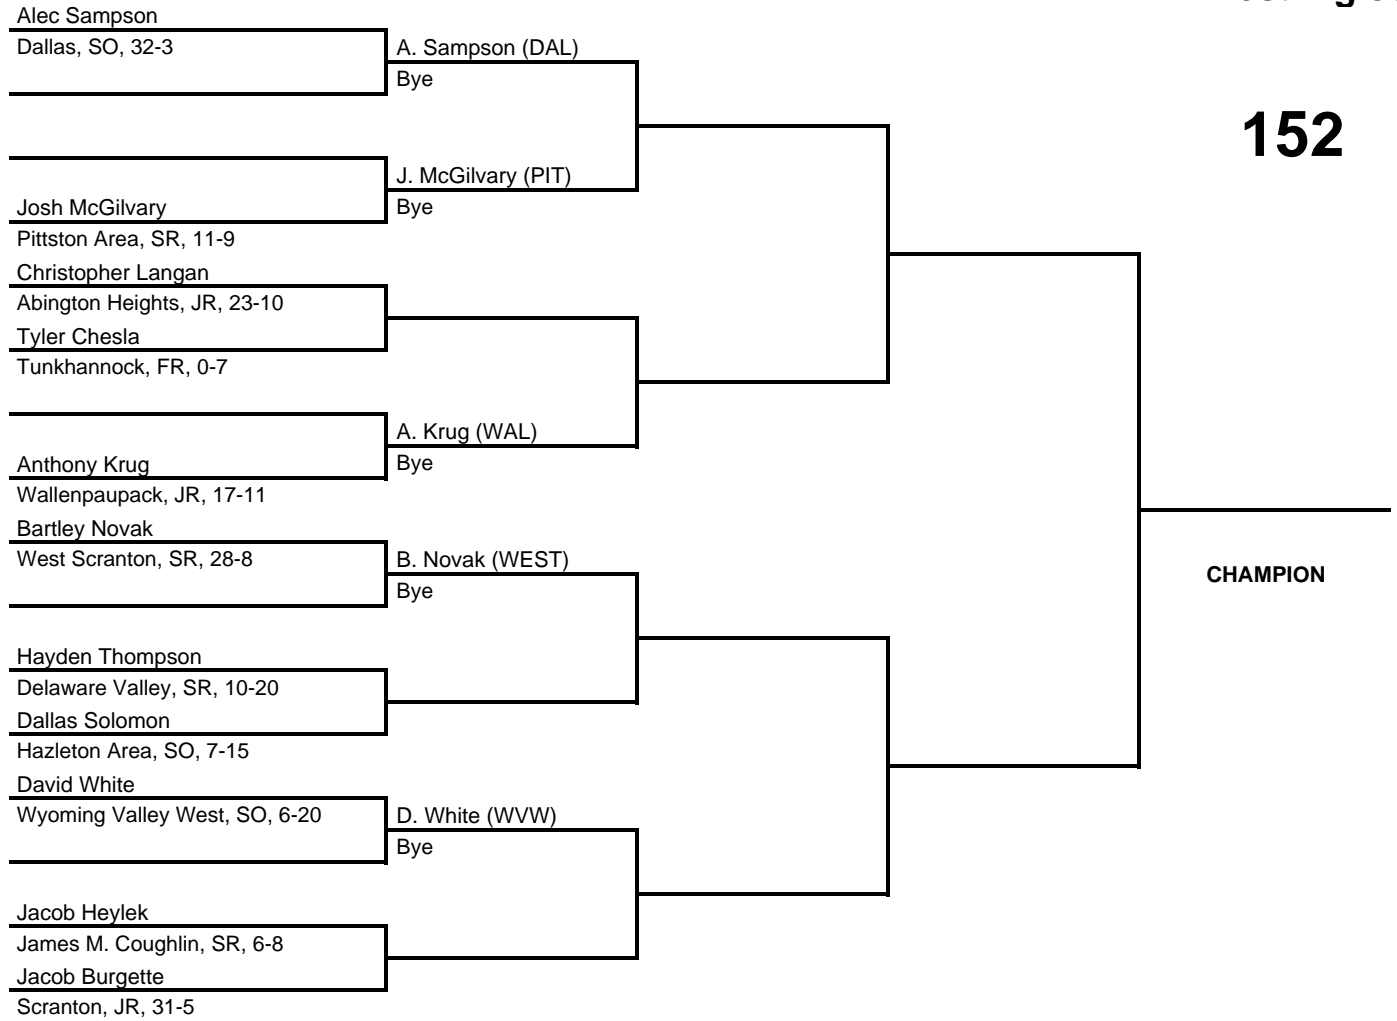 Alec Sampson
Dallas, SO, 32-3
A. Sampson (DAL)
Bye
152
J. McGilvary (PIT)
Bye
Josh McGilvary
Pittston Area, SR, 11-9
Christopher Langan
Abington Heights, JR, 23-10
Tyler Chesla
Tunkhannock, FR, 0-7
A. Krug (WAL)
Bye
Anthony Krug
Wallenpaupack, JR, 17-11
Bartley Novak
West Scranton, SR, 28-8
B. Novak (WEST)
Bye
CHAMPION
Hayden Thompson
Delaware Valley, SR, 10-20
Dallas Solomon
Hazleton Area, SO, 7-15
David White
Wyoming Valley West, SO, 6-20
D. White (WVW)
Bye
Jacob Heylek
James M. Coughlin, SR, 6-8
Jacob Burgette
Scranton, JR, 31-5